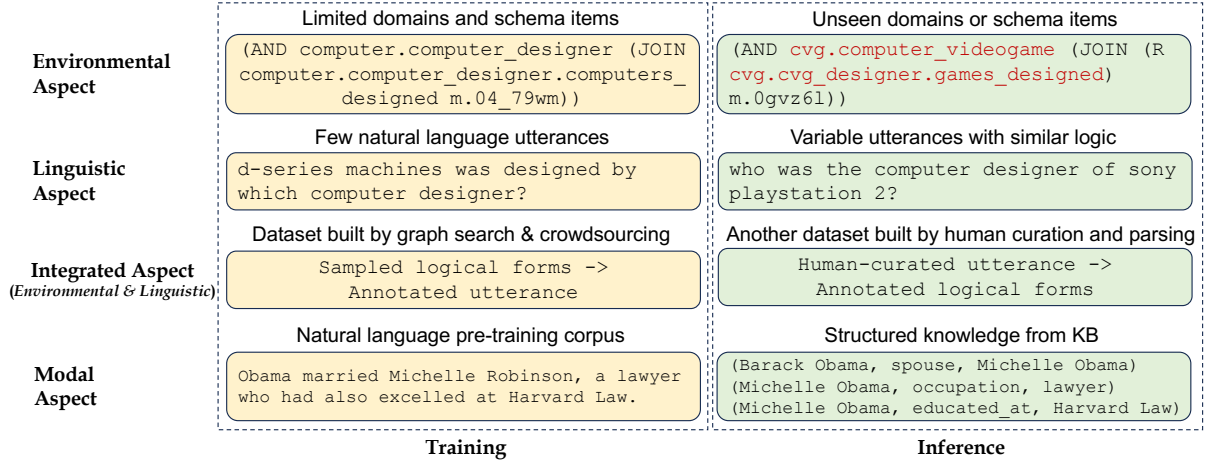 Limited domains and schema items
Unseen domains or schema items
Environmental
Aspect
(AND computer.computer_designer (JOIN
computer.computer_designer.computers_
designed m.04_79wm))
(AND cvg.computer_videogame (JOIN (R
cvg.cvg_designer.games_designed)
m.0gvz6l))
Few natural language utterances
Variable utterances with similar logic
Linguistic
Aspect
d-series machines was designed by
which computer designer?
who was the computer designer of sony
playstation 2?
Dataset built by graph search & crowdsourcing
Another dataset built by human curation and parsing
Integrated Aspect
(Environmental & Linguistic)
Sampled logical forms ->
Annotated utterance
Human-curated utterance ->
Annotated logical forms
Natural language pre-training corpus
Structured knowledge from KB
Modal
Aspect
Obama married Michelle Robinson, a lawyer
who had also excelled at Harvard Law.
(Barack Obama, spouse, Michelle Obama)
(Michelle Obama, occupation, lawyer)
(Michelle Obama, educated_at, Harvard Law)
Training
Inference